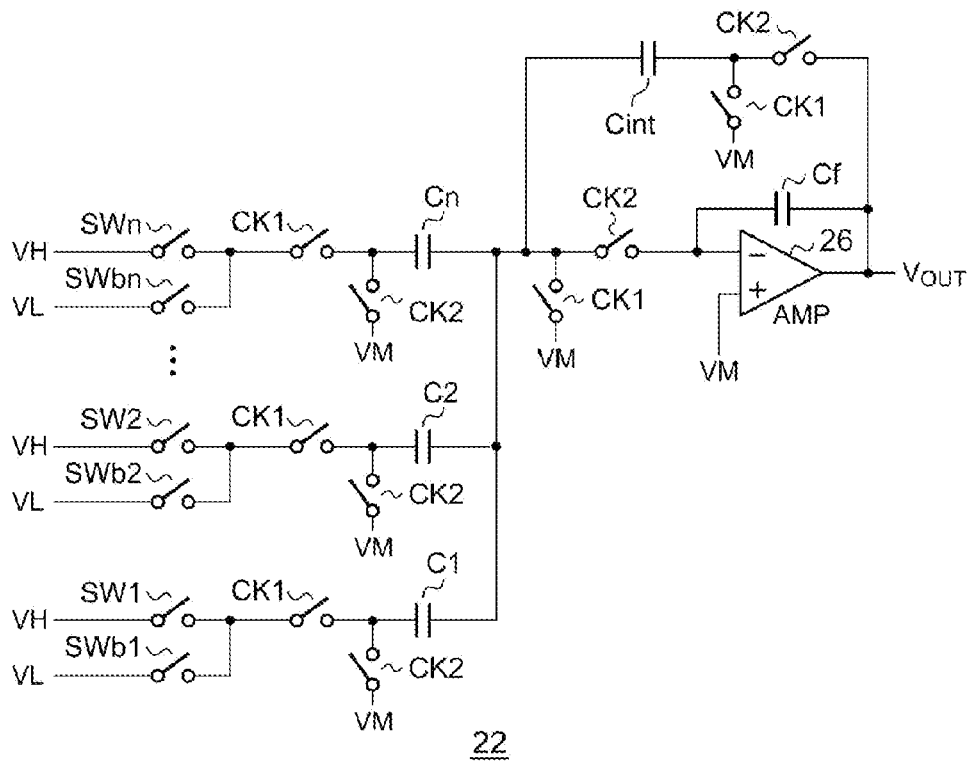 CK2
CK1
Cint
VM
Cf
Cn
CK2
SWn
CK1
VH
26
SWbn
VL
CK2
CK1
VOUT
AMP
VM
VM
VM
...
C2
SW2
CK1
VH
SWb2
VL
CK2
VM
C1
SW1
CK1
VH
SWb1
VL
CK2
VM
22